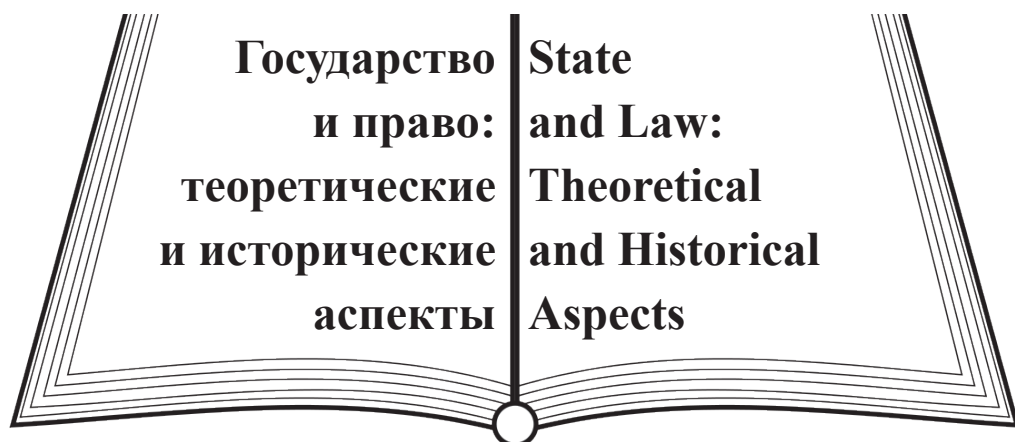 Государство
и право:
теоретические
и исторические
аспекты
State
and Law:
Theoretical
and Historical
Aspects